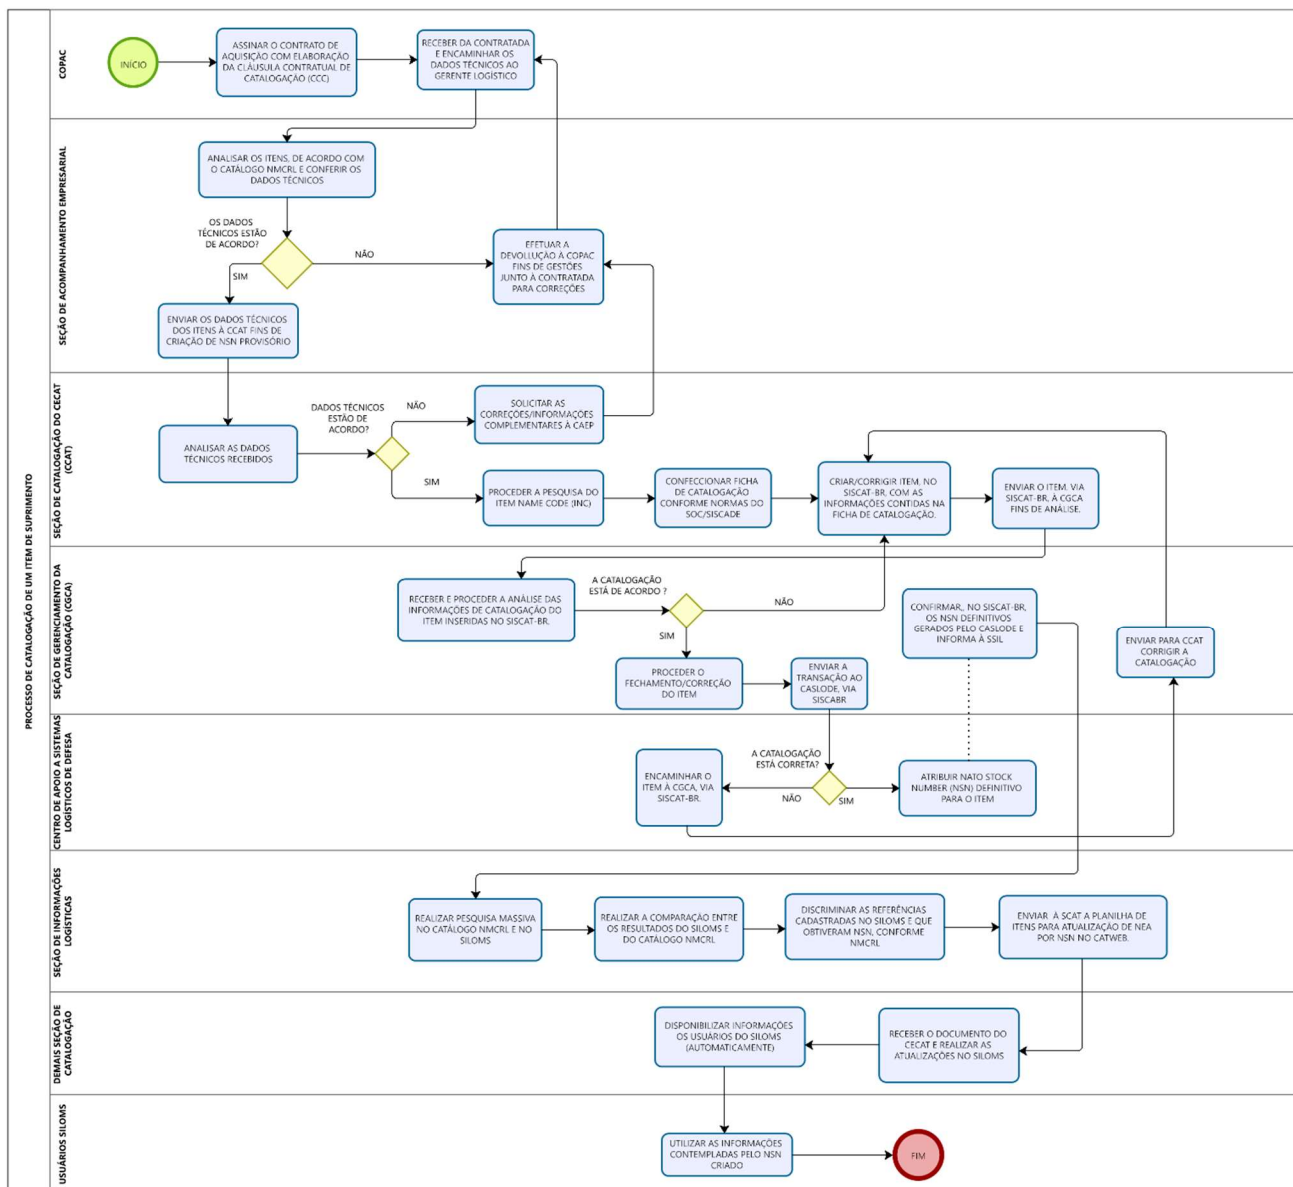 PROCESSO DE CATALOGAÇÃO DE UM ITEM DE SUPRIMENTO
COPAC
INÍCIO
ASSINAR O CONTRATO DE
AQUISIÇÃO COM ELABORAÇÃO
DA CLÁUSULA CONTRATUAL DE
CATALOGAÇÃO (CCC)
RECEBER DA CONTRATADA
E ENCAMINHAR OS
DADOS TÉCNICOS AO
GERENTE LOGÍSTICO
SEÇÃO DE ACOMPANHAMENTO EMPRESARIAL
ANALISAR OS ITENS, DE ACORDO COM
O CATÁLOGO NMCRL E CONFERIR OS
DADOS TÉCNICOS
OS DADOS
TÉCNICOS ESTÃO
DE ACORDO?
NÃO
SIM
EFETUAR A
DEVOLLUÇÃO À COPAC
FINS DE GESTÕES
JUNTO À CONTRATADA
PARA CORREÇÕES
ENVIAR OS DADOS TÉCNICOS
DOS ITENS À CCAT FINS DE
CRIAÇÃO DE NSN PROVISÓRIO
SEÇÃO DE CATALOGAÇÃO DO CECAT
(CCAT)
ANALISAR AS DADOS
TÉCNICOS RECEBIDOS
DADOS TÉCNICOS
ESTÃO DE
ACORDO?
NÃO
SIM
SOLICITAR AS
CORREÇÕES/INFORMAÇÕES
COMPLEMENTARES À CAEP
PROCEDER A PESQUISA DO
ITEM NAME CODE (INC)
CONFECCIONAR FICHA
DE CATALOGAÇÃO
CONFORME NORMAS DO
SOC/SISCADE
CRIAR/CORRIGIR ITEM, NO
SISCAT-BR, COM AS
INFORMAÇÕES CONTIDAS NA
FICHA DE CATALOGAÇÃO.
ENVIAR O ITEM, VIA
SISCAT-BR, À CGCA
FINS DE ANÁLISE.
SEÇÃO DE GERENCIAMENTO DA
CATALOGAÇÃO (CGCA)
RECEBER E PROCEDER A ANÁLISE DAS
INFORMAÇÕES DE CATALOGAÇÃO DO
ITEM INSERIDAS NO SISCAT-BR.
A CATALOGAÇÃO
ESTÁ DE ACORDO ?
NÃO
SIM
PROCEDER O
FECHAMENTO/CORREÇÃO
DO ITEM
ENVIAR A
TRANSAÇÃO AO
CASLODE, VIA
SISCABR
CONFIRMAR, NO SISCAT-BR,
OS NSN DEFINITIVOS
GERADOS PELO CASLODE E
INFORMA À SSIL
ENVIAR PARA CCAT
CORRIGIR A
CATALOGAÇÃO
CENTRO DE APOIO A SISTEMAS
LOGÍSTICOS DE DEFESA
A CATALOGAÇÃO
ESTÁ CORRETA?
NÃO
SIM
ENCAMINHAR O
ITEM À CGCA, VIA
SISCAT-BR.
ATRIBUIR NATO STOCK
NUMBER (NSN) DEFINITIVO
PARA O ITEM
SEÇÃO DE INFORMAÇÕES
LOGÍSTICAS
REALIZAR PESQUISA MASSIVA
NO CATÁLOGO NMCRL E NO
SILOMS
REALIZAR A COMPARAÇÃO ENTRE
OS RESULTADOS DO SILOMS E
DO CATÁLOGO NMCRL
DISCRIMINAR AS REFERÊNCIAS
CADASTRADAS NO SILOMS E QUE
OBTIVERAM NSN, CONFORME
NMCRL
ENVIAR À SCAT A PLANILHA DE
ITENS PARA ATUALIZAÇÃO DE NEA
POR NSN NO CATWEB.
DEMAIS SEÇÃO DE
CATALOGAÇÃO
DISPONIBILIZAR INFORMAÇÕES
OS USUÁRIOS DO SILOMS
(AUTOMATICAMENTE)
RECEBER O DOCUMENTO DO
CECAT E REALIZAR AS
ATUALIZAÇÕES NO SILOMS
USUÁRIOS SILOMS
UTILIZAR AS INFORMAÇÕES
CONTEMPLADAS PELO NSN
CRIADO
FIM